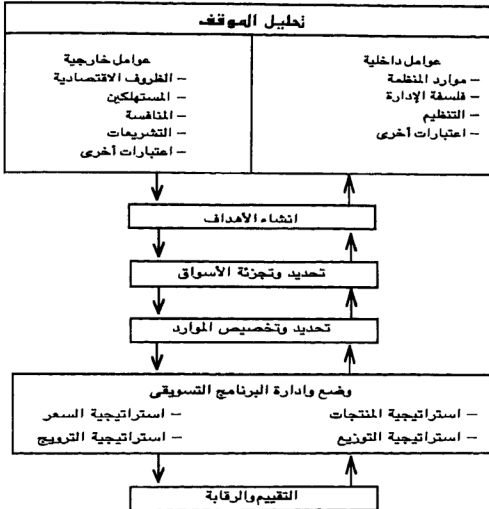 تحليل الموقف
عوامل داخلية
– موارد المنظمة
– فلسفة الإدارة
– التنظيم
– اعتبارات أخرى
عوامل خارجية
– الظروف الاقتصادية
– المستهلكين
– المنافسة
– التشريعات
– اعتبارات أخرى
انشاء الأهداف
تحديد وتجزئة الأسواق
تحديد وتخصيص الموارد
وضع وادارة البرنامج التسويقى
– استراتيجية المنتجات – استراتيجية السعر
– استراتيجية التوزيع – استراتيجية الترويج
التقييم والرقابة